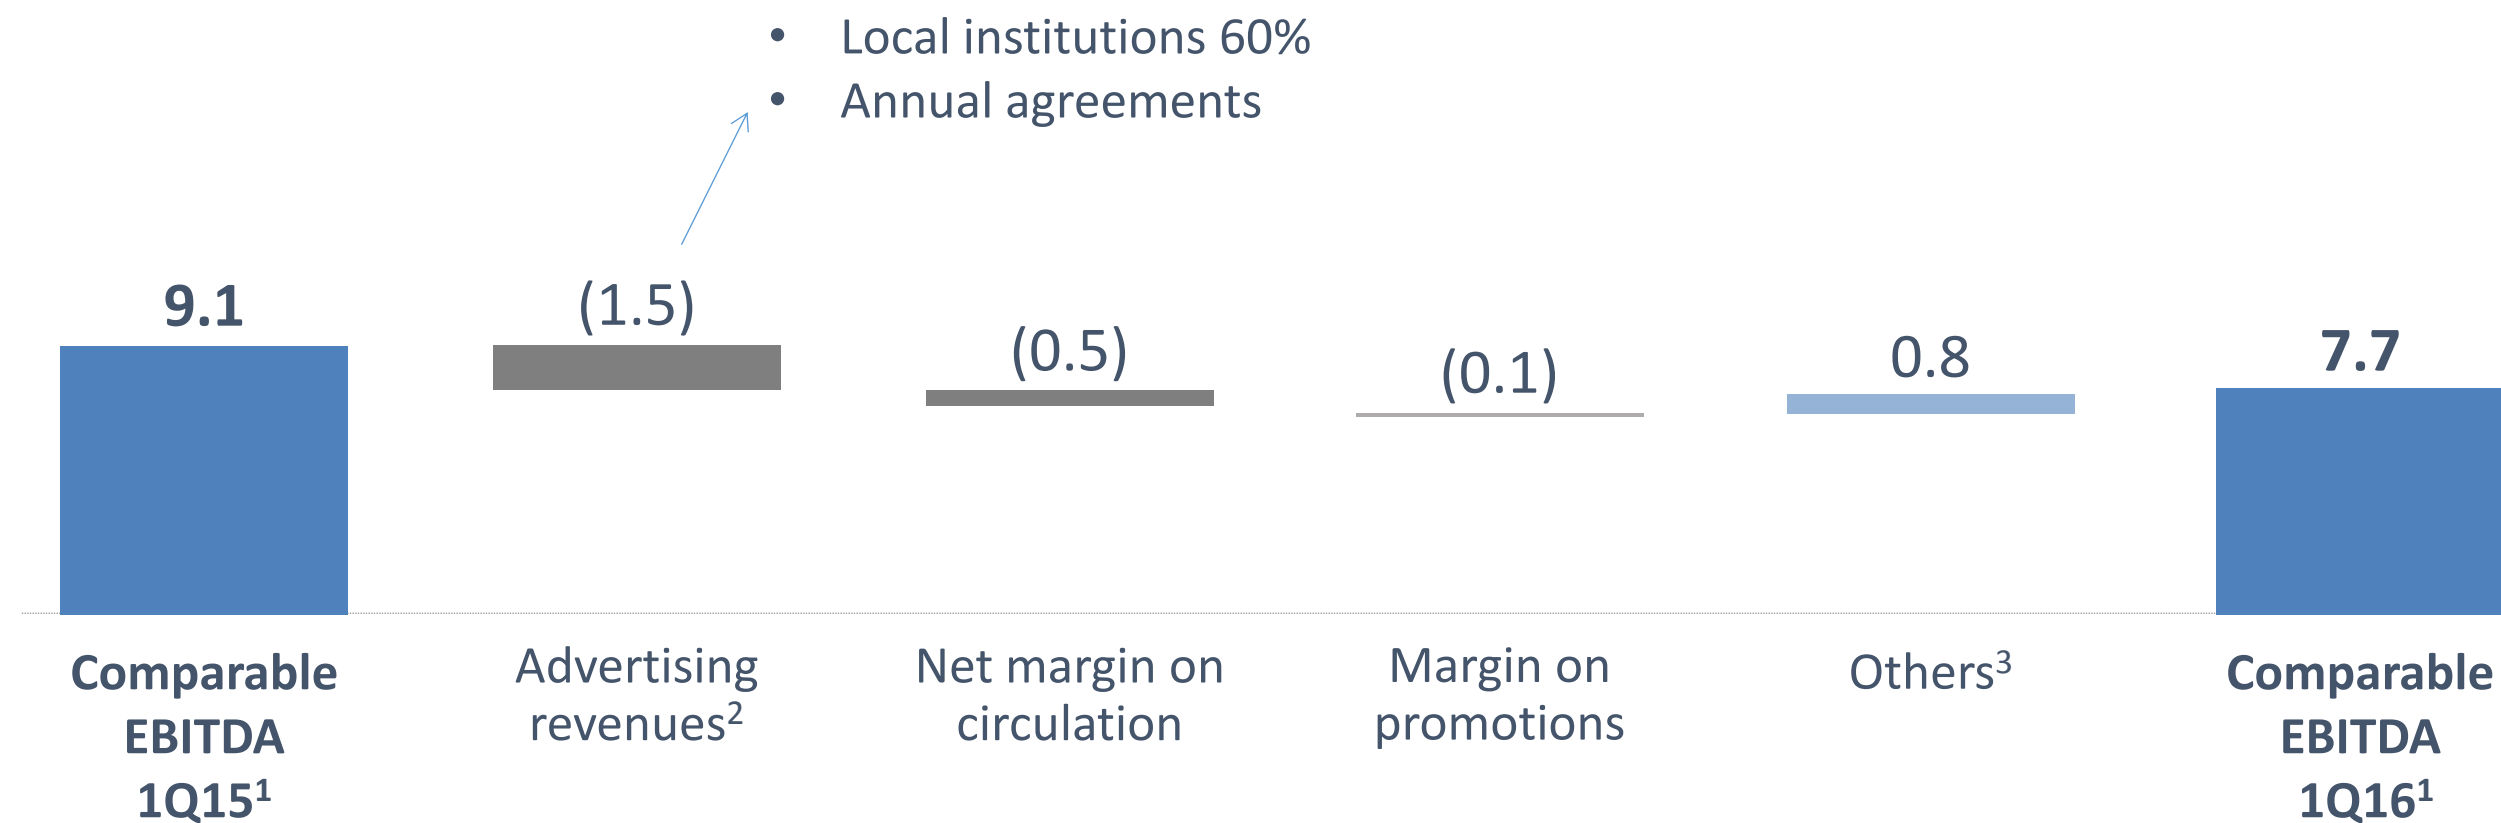 • Local institutions 60%
• Annual agreements
9.1
(1.5)
(0.5)
(0.1)
0.8
7.7
Comparable
EBITDA
1Q15¹
Advertising
revenues²
Net margin on
circulation
Margin on
promotions
Others³
Comparable
EBITDA
1Q16¹